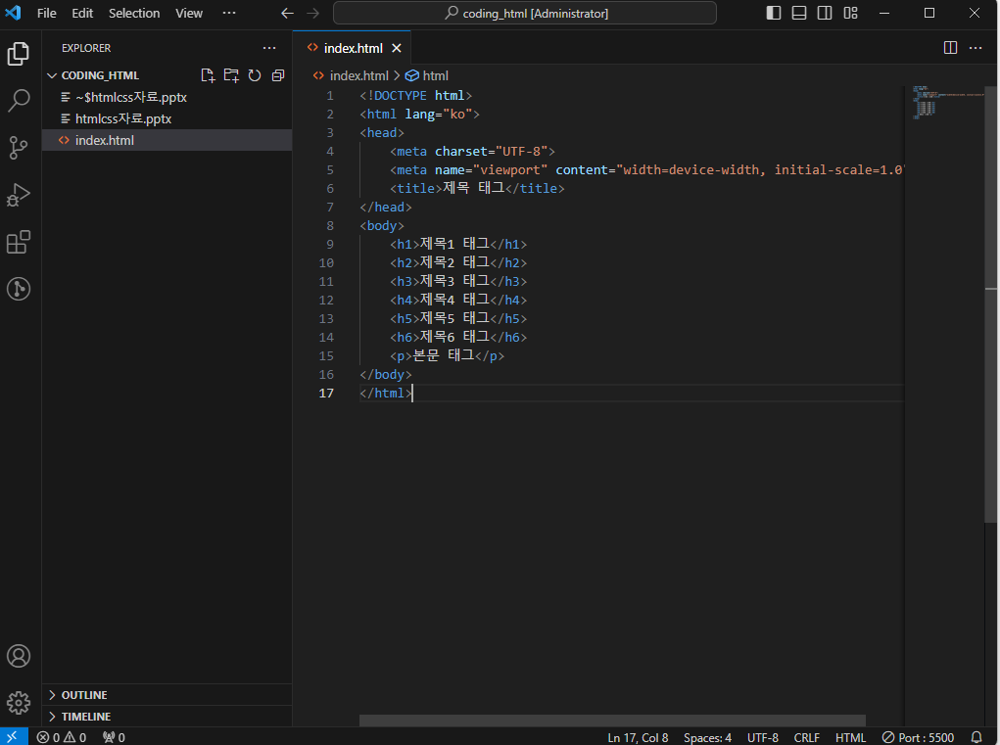 File Edit Selection View ··· coding_html [Administrator]
EXPLORER ···
index.html
CODING_HTML
~$htmlcss자료.pptx
htmlcss자료.pptx
index.html
index.html > html
1 <!DOCTYPE html>
2 <html lang="ko">
3 <head>
4     <meta charset="UTF-8">
5     <meta name="viewport" content="width=device-width, initial-scale=1.0"
6     <title>제목 태그</title>
7 </head>
8 <body>
9     <h1>제목1 태그</h1>
10     <h2>제목2 태그</h2>
11     <h3>제목3 태그</h3>
12     <h4>제목4 태그</h4>
13     <h5>제목5 태그</h5>
14     <h6>제목6 태그</h6>
15     <p>본문 태그</p>
16 </body>
17 </html>
OUTLINE
TIMELINE
0 0 0 Ln 17, Col 8 Spaces: 4 UTF-8 CRLF HTML Port : 5500